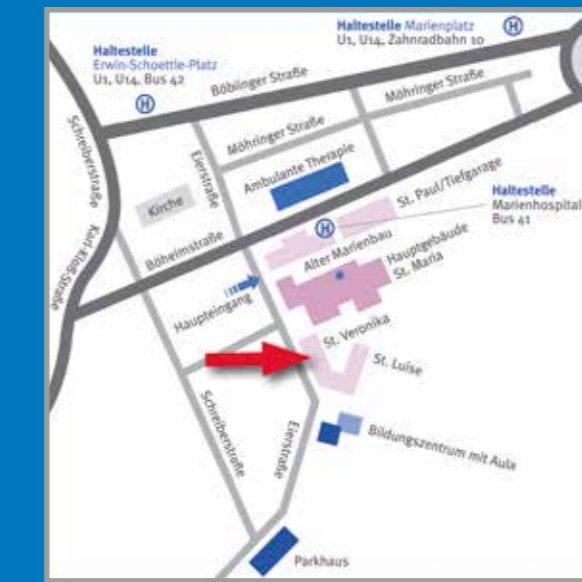 Haltestelle Marienplatz
U1, U14, Zahnradbahn 10
Haltestelle
Erwin-Schoettle-Platz
U1, U14, Bus 42
H
H
Böblinger Straße
Möhringer Straße
Möhringer Straße
Schreiberstraße
Eierstraße
Ambulante Therapie
Kirche
St. Paul/Tiefgarage
Haltestelle
Marienhospital
Bus 41
H
Karl-Kloß-Straße
Böheimstraße
Alter Marienbau
Hauptgebäude
St. Maria
Haupteingang
St. Veronika
St. Luise
Schreiberstraße
Eierstraße
Bildungszentrum mit Aula
Parkhaus